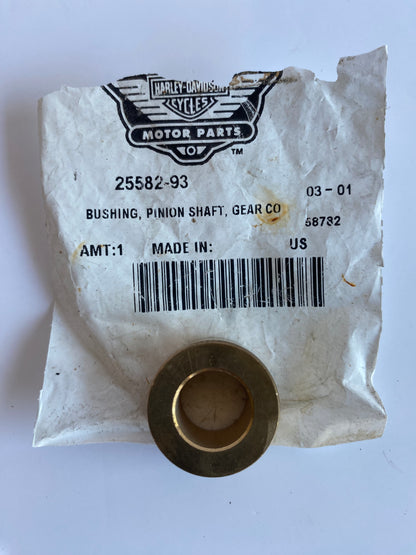 HARLEY-DAVIDSON
CYCLES
MOTOR PARTS
TM
25582-93 03-01
BUSHING, PINION SHAFT, GEAR CO
58782
AMT:1 MADE IN: US